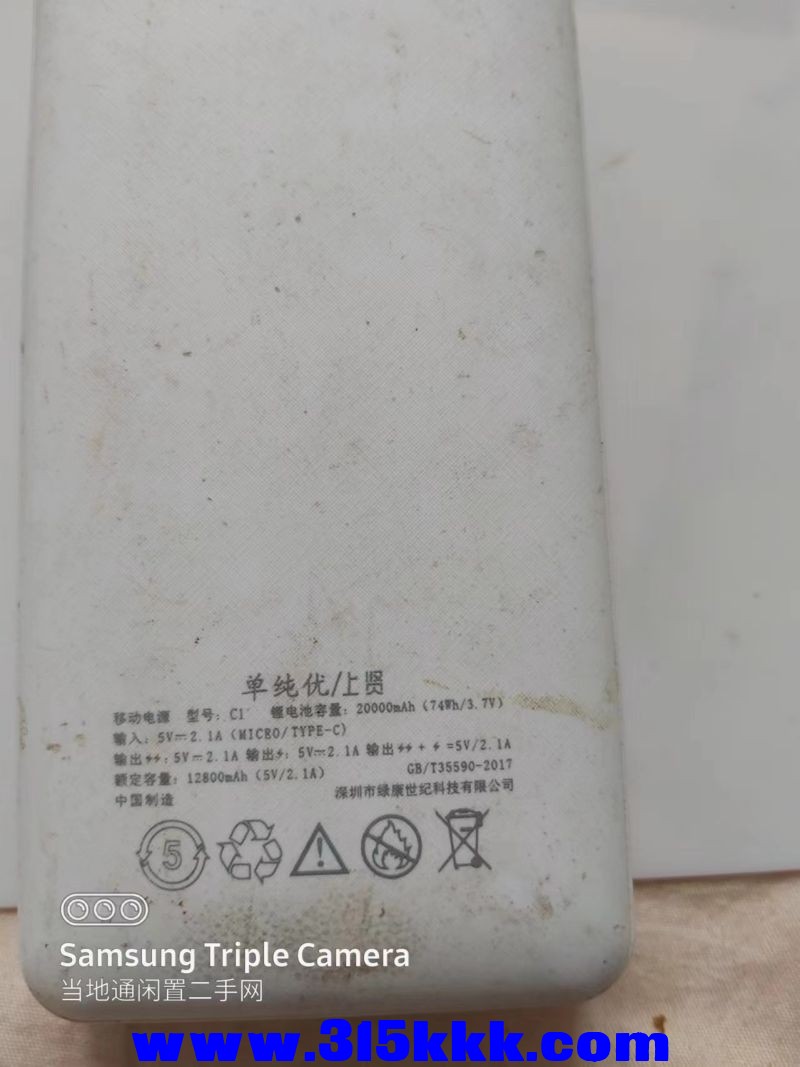 单纯优/上贤
移动电源 型号：C1 锂电池容量：20000mAh (74Wh/3.7V)
输入：5V⎓2.1A (MICRO/TYPE-C)
输出⚡⚡：5V⎓2.1A 输出⚡：5V⎓2.1A 输出⚡⚡+⚡=5V/2.1A
额定容量：12800mAh (5V/2.1A) GB/T35590-2017
中国制造 深圳市绿康世纪科技有限公司
5
Samsung Triple Camera
当地通闲置二手网
www.315kkk.com